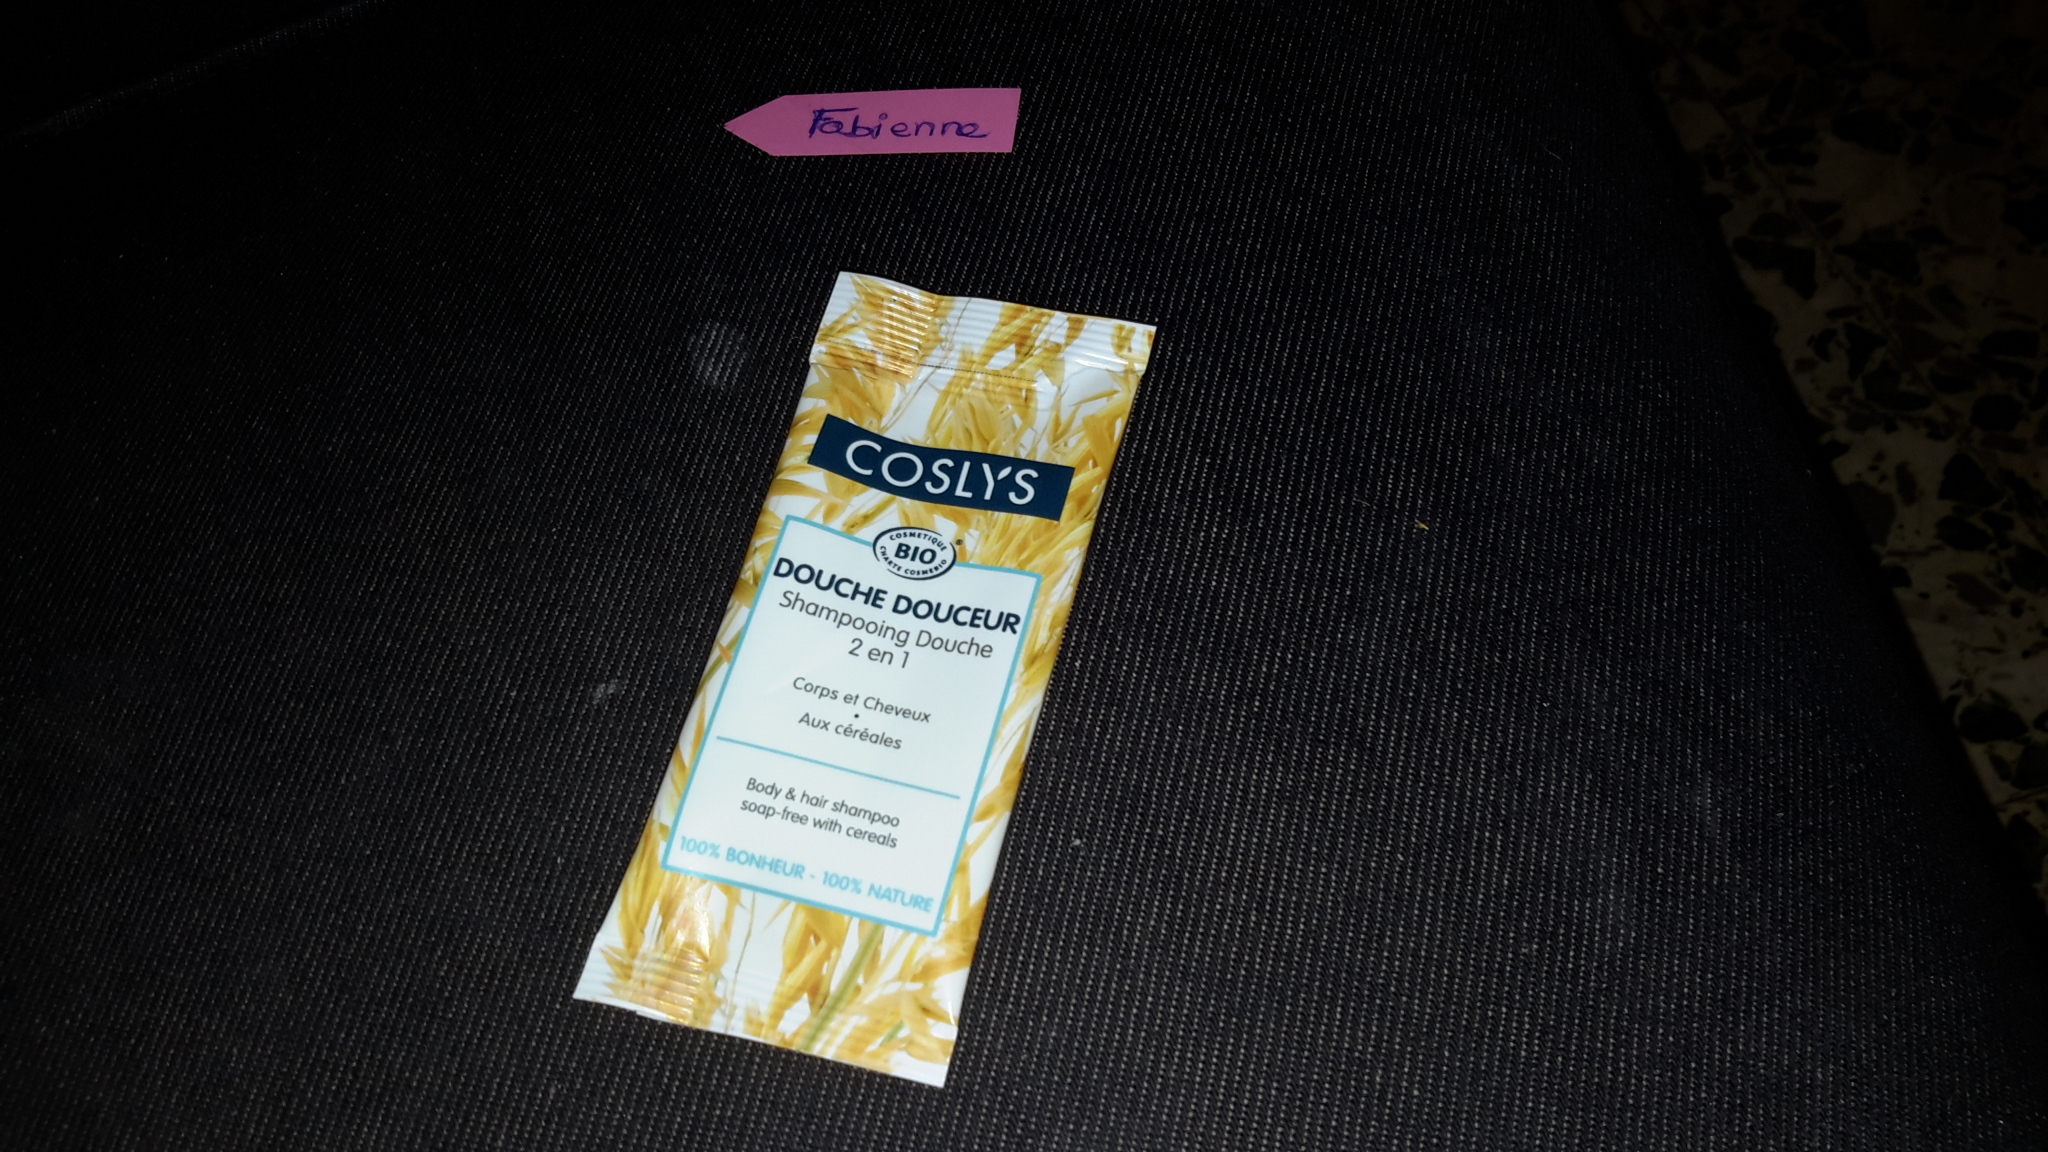 Fabienne
COSLYS
COSMETIQUE
BIO
®
CHARTE COSMEBIO
DOUCHE DOUCEUR
Shampooing Douche
2 en 1
Corps et Cheveux
•
Aux céréales
Body & hair shampoo
soap-free with cereals
100% BONHEUR - 100% NATURE